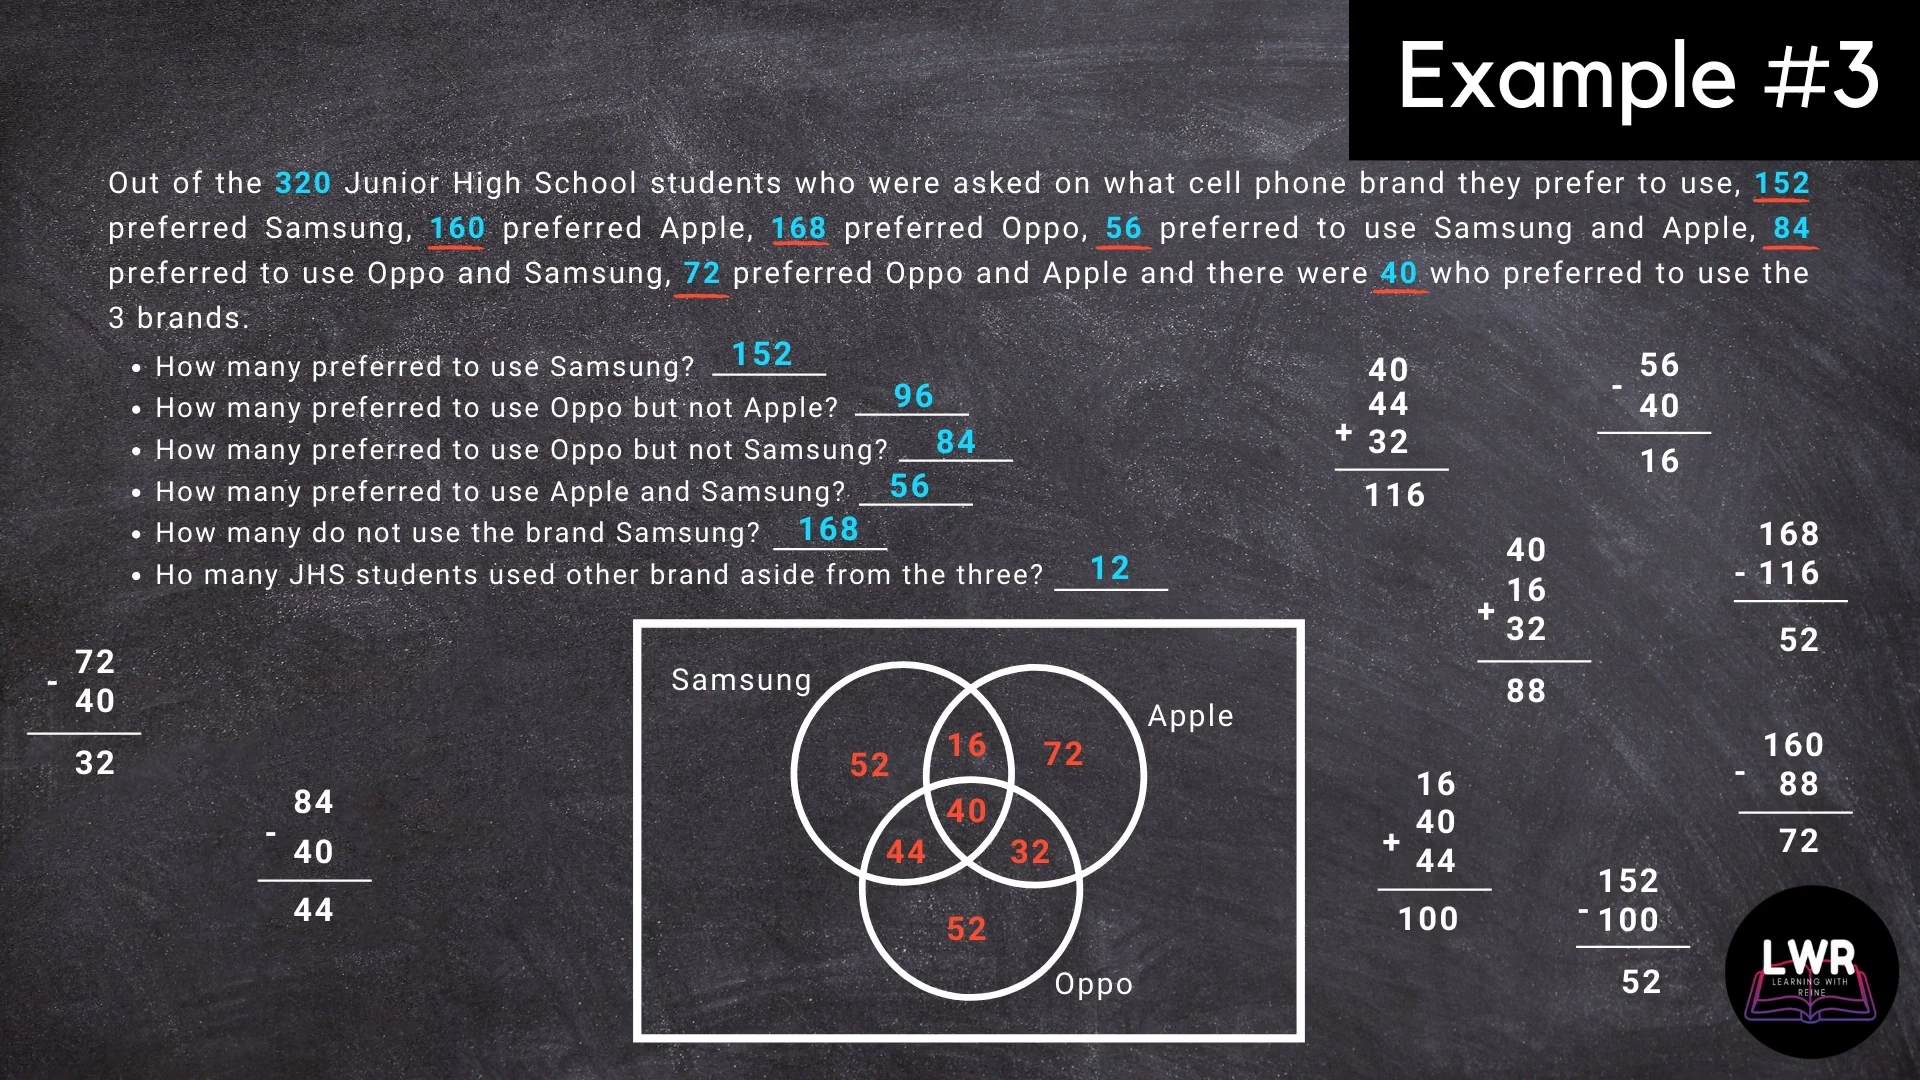 Example #3
Out of the 320 Junior High School students who were asked on what cell phone brand they prefer to use, 152
preferred Samsung, 160 preferred Apple, 168 preferred Oppo, 56 preferred to use Samsung and Apple, 84
preferred to use Oppo and Samsung, 72 preferred Oppo and Apple and there were 40 who preferred to use the
3 brands.
• How many preferred to use Samsung? 152
• How many preferred to use Oppo but not Apple? 96
• How many preferred to use Oppo but not Samsung? 84
• How many preferred to use Apple and Samsung? 56
• How many do not use the brand Samsung? 168
• Ho many JHS students used other brand aside from the three? 12
40
44
+ 32
116
56
- 40
16
40
16
+ 32
88
168
- 116
52
72
- 40
32
84
- 40
44
Samsung
Apple
52
16
72
40
44
32
52
Oppo
16
40
+ 44
100
160
- 88
72
152
- 100
52
LWR
LEARNING WITH
REINE